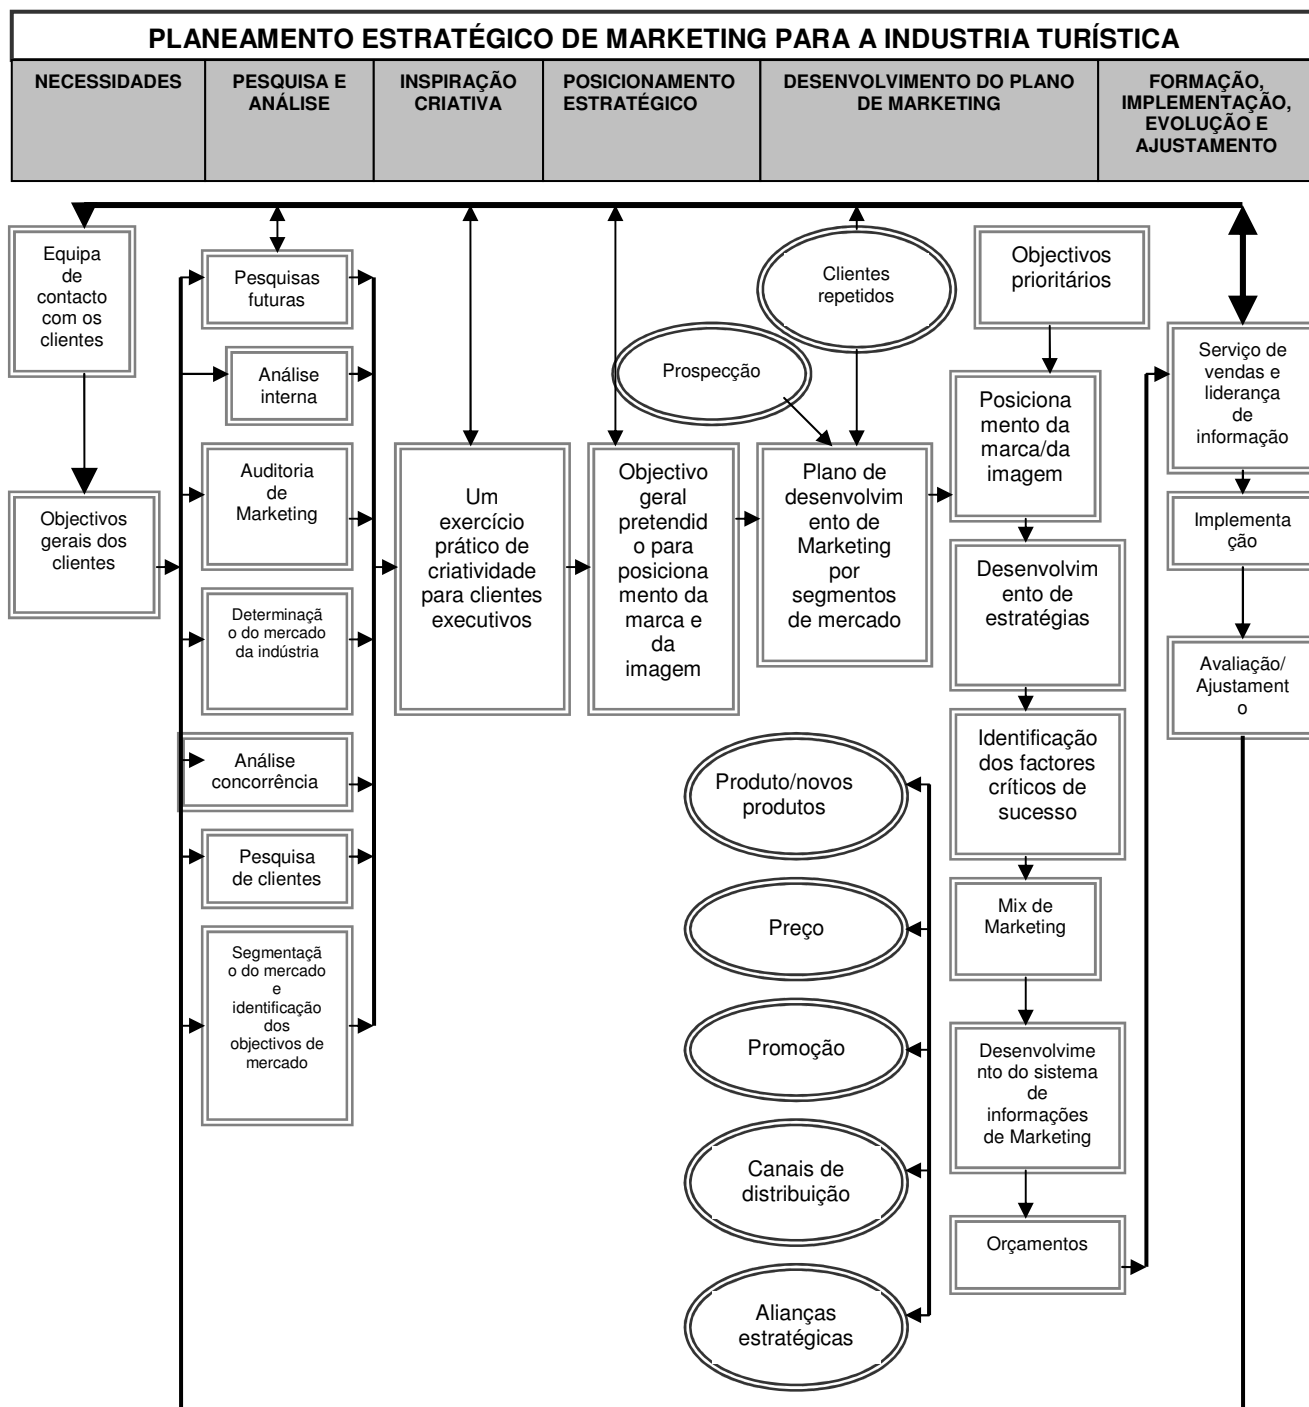 PLANEAMENTO ESTRATÉGICO DE MARKETING PARA A INDUSTRIA TURÍSTICA
NECESSIDADES
PESQUISA E
ANÁLISE
INSPIRAÇÃO
CRIATIVA
POSICIONAMENTO
ESTRATÉGICO
DESENVOLVIMENTO DO PLANO
DE MARKETING
FORMAÇÃO,
IMPLEMENTAÇÃO,
EVOLUÇÃO E
AJUSTAMENTO
Equipa
de
contacto
com os
clientes
Objectivos
gerais dos
clientes
Pesquisas
futuras
Análise
interna
Auditoria
de
Marketing
Determinaçã
o do mercado
da indústria
Análise
concorrência
Pesquisa
de clientes
Segmentaçã
o do mercado
e
identificação
dos
objectivos de
mercado
Um
exercício
prático de
criatividade
para clientes
executivos
Objectivo
geral
pretendid
o para
posiciona
mento da
marca e
da
imagem
Prospecção
Clientes
repetidos
Plano de
desenvolvim
ento de
Marketing
por
segmentos
de mercado
Produto/novos
produtos
Preço
Promoção
Canais de
distribuição
Alianças
estratégicas
Objectivos
prioritários
Posiciona
mento da
marca/da
imagem
Desenvolvim
ento de
estratégias
Identificação
dos factores
críticos de
sucesso
Mix de
Marketing
Desenvolvime
nto do sistema
de
informações
de Marketing
Orçamentos
Serviço de
vendas e
liderança
de
informação
Implementa
ção
Avaliação/
Ajustament
o